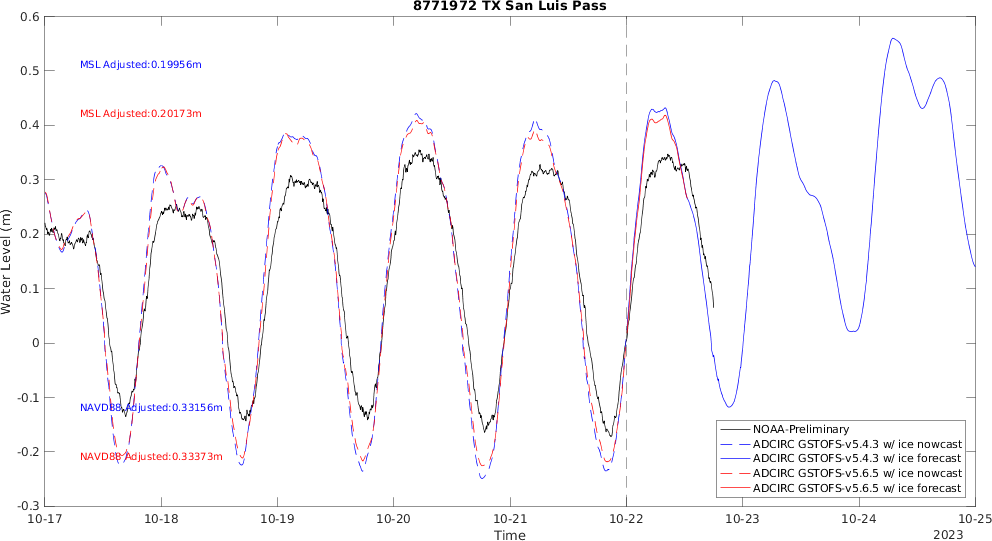 8771972 TX San Luis Pass
0.6
0.5
0.4
0.3
0.2
0.1
0
-0.1
-0.2
-0.3
Water Level (m)
MSL Adjusted:0.19956m
MSL Adjusted:0.20173m
NAVD88 Adjusted:0.33156m
NAVD88 Adjusted:0.33373m
NOAA-Preliminary
ADCIRC GSTOFS-v5.4.3 w/ ice nowcast
ADCIRC GSTOFS-v5.4.3 w/ ice forecast
ADCIRC GSTOFS-v5.6.5 w/ ice nowcast
ADCIRC GSTOFS-v5.6.5 w/ ice forecast
10-17 10-18 10-19 10-20 10-21 10-22 10-23 10-24 10-25
Time
2023